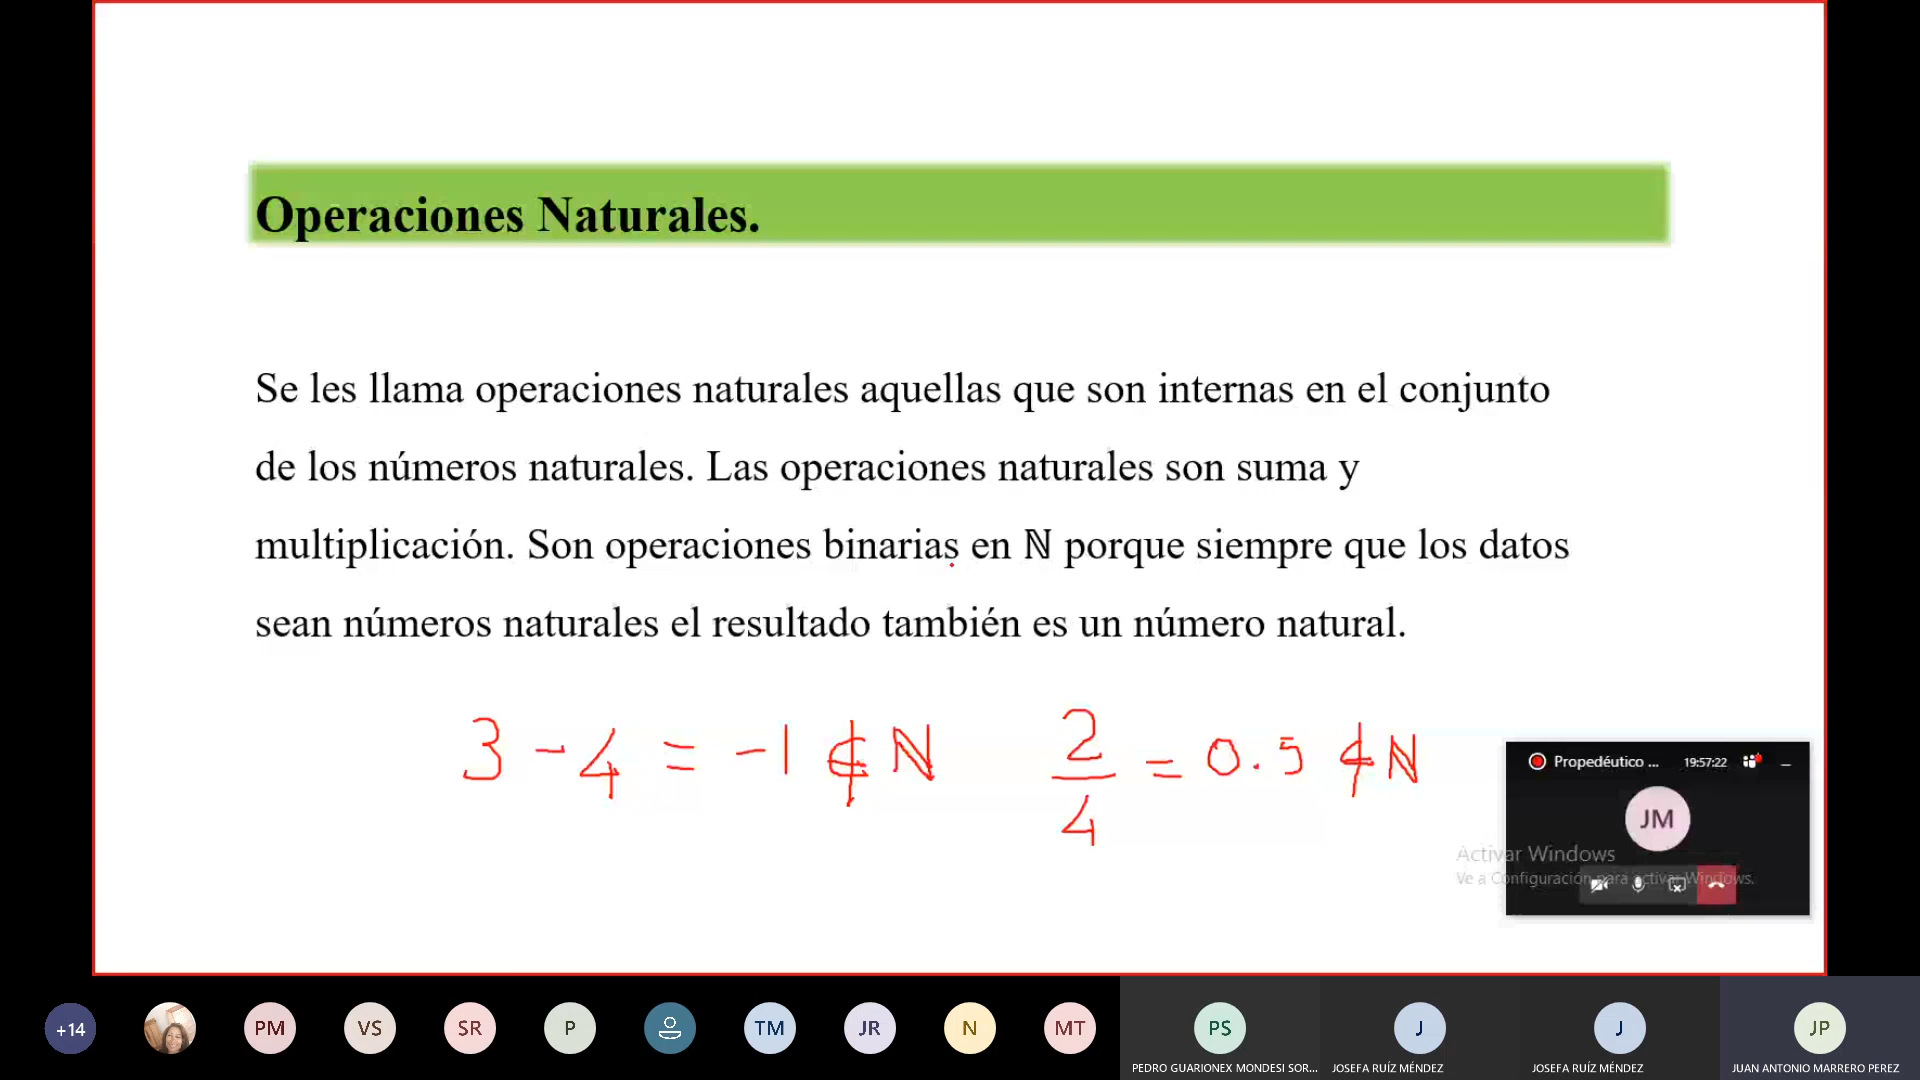 Operaciones Naturales.
Se les llama operaciones naturales aquellas que son internas en el conjunto
de los números naturales. Las operaciones naturales son suma y
multiplicación. Son operaciones binarias en ℕ porque siempre que los datos
sean números naturales el resultado también es un número natural.
3 - 4 = -1 ∉ ℕ
2/4 = 0.5 ∉ ℕ
Propedéutico ... 19:57:22
JM
Activar Windows
Ve a Configuración para activar Windows.
+14 PM VS SR P TM JR N MT PS J J JP
PEDRO GUARIONEX MONDESI SOR... JOSEFA RUÍZ MÉNDEZ JOSEFA RUÍZ MÉNDEZ JUAN ANTONIO MARRERO PEREZ